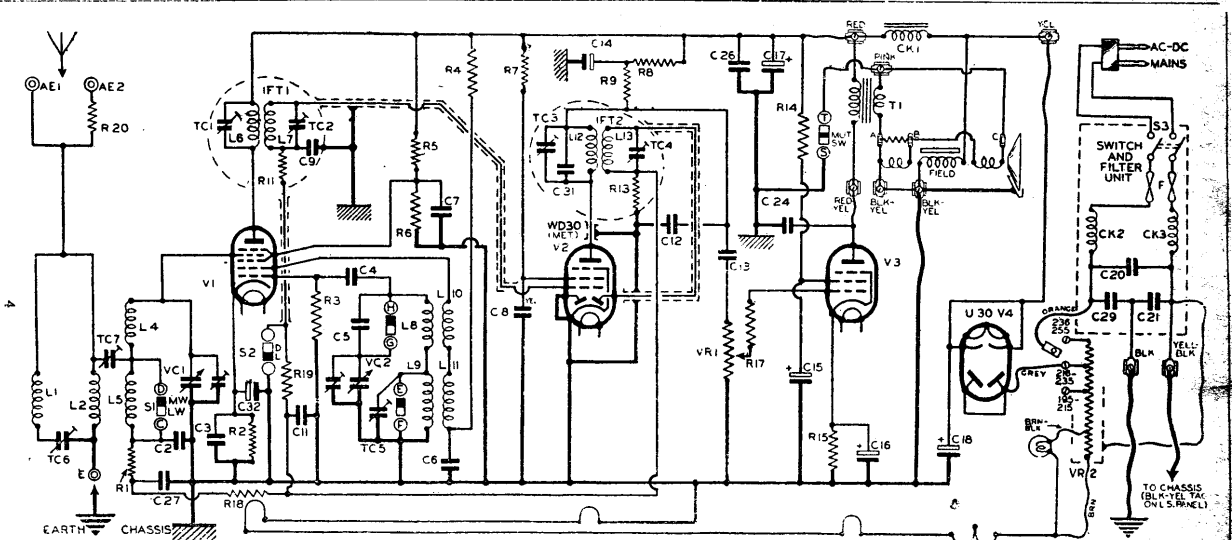 AE1
AE2
R20
TC1
L6
IFT1
L7
TC2
C9
R11
R4
R5
R6
C7
R7
C14
R9
R8
TC3
L12
IFT2
L13
TC4
C31
R13
WD30
(MET)
V2
C12
C13
C26
C17
+
R14
RED
CK1
YEL
PINK
T1
T
MUT
SW
S
A
B
C
FIELD
RED
YEL
BLK-
YEL
BLK-
YEL
C24
V3
AC-DC
MAINS
S3
SWITCH
AND
FILTER
UNIT
F
CK2
CK3
C20
C29
C21
ORANGE
236
255
GREY
216-
235
195-
215
BLK
YELL-
BLK
BRN-
BLK
VR2
BRN
TO CHASSIS
(BLK-YEL TAG
ON L.S. PANEL)
4
V1
L4
TC7
VC1
L1
L2
L5
D
S1
MW
LW
C
C2
TC6
E
R1
C27
EARTH
CHASSIS
S2
D
C32
C3
R2
R19
C11
R18
R3
C4
C5
H
L8
G
VC2
L9
E
F
TC5
L10
L11
C6
C8
VR1
R17
C15
+
R15
C16
+
C18
+
U30 V4